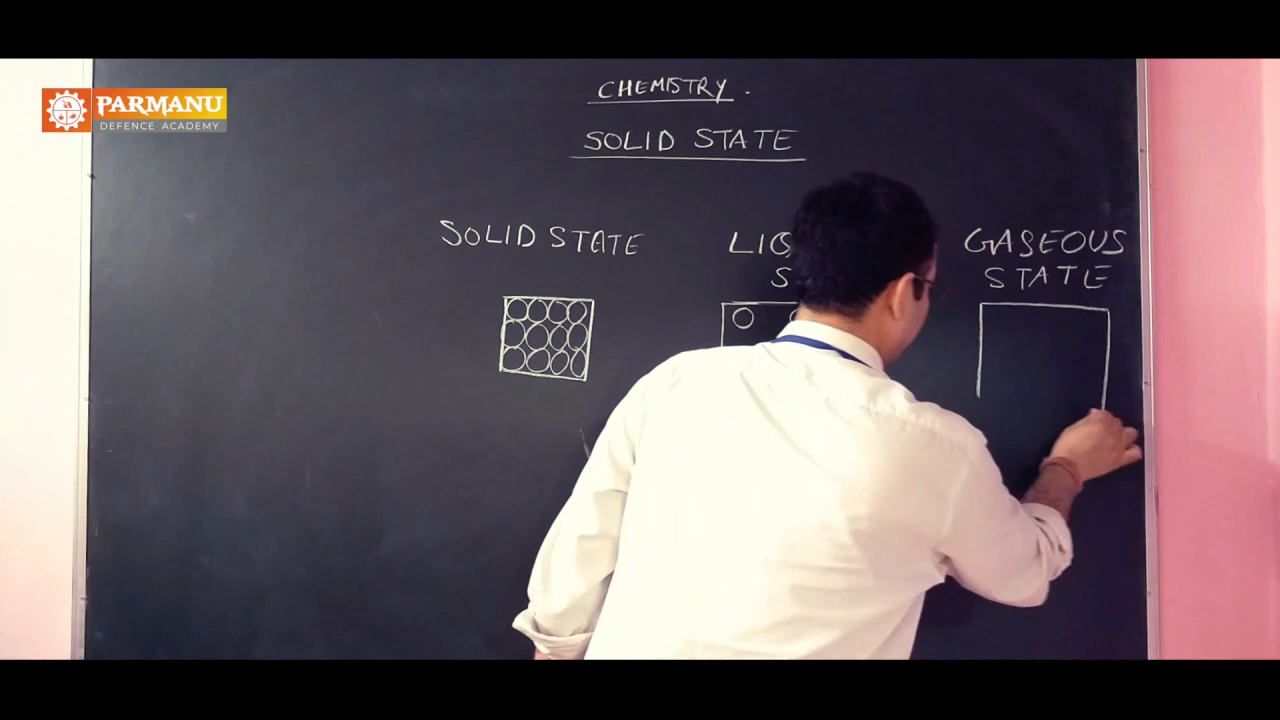 PARMANU
DEFENCE ACADEMY
CHEMISTRY.
SOLID STATE
SOLID STATE
GASEOUS
STATE